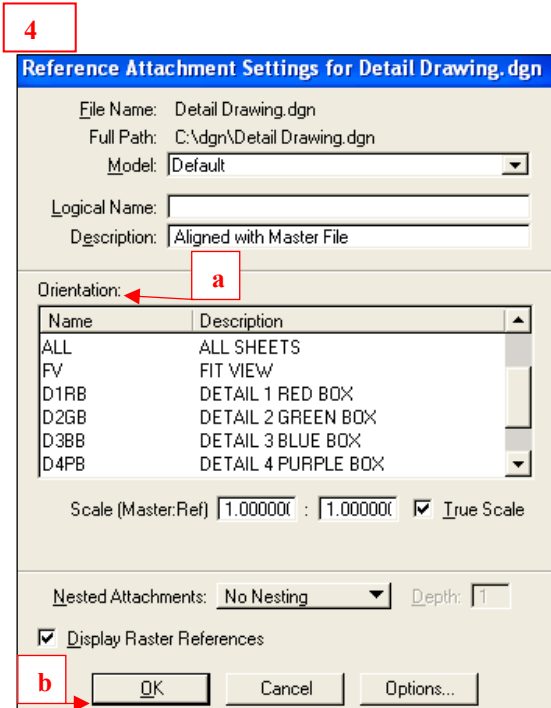 4
Reference Attachment Settings for Detail Drawing.dgn
File Name: Detail Drawing.dgn
Full Path: C:\dgn\Detail Drawing.dgn
Model: Default
Logical Name:
Description: Aligned with Master File
a
Orientation:
Name Description
ALL ALL SHEETS
FV FIT VIEW
D1RB DETAIL 1 RED BOX
D2GB DETAIL 2 GREEN BOX
D3BB DETAIL 3 BLUE BOX
D4PB DETAIL 4 PURPLE BOX
Scale (Master:Ref) 1.00000( : 1.00000( True Scale
Nested Attachments: No Nesting Depth: 1
Display Raster References
b
OK Cancel Options...